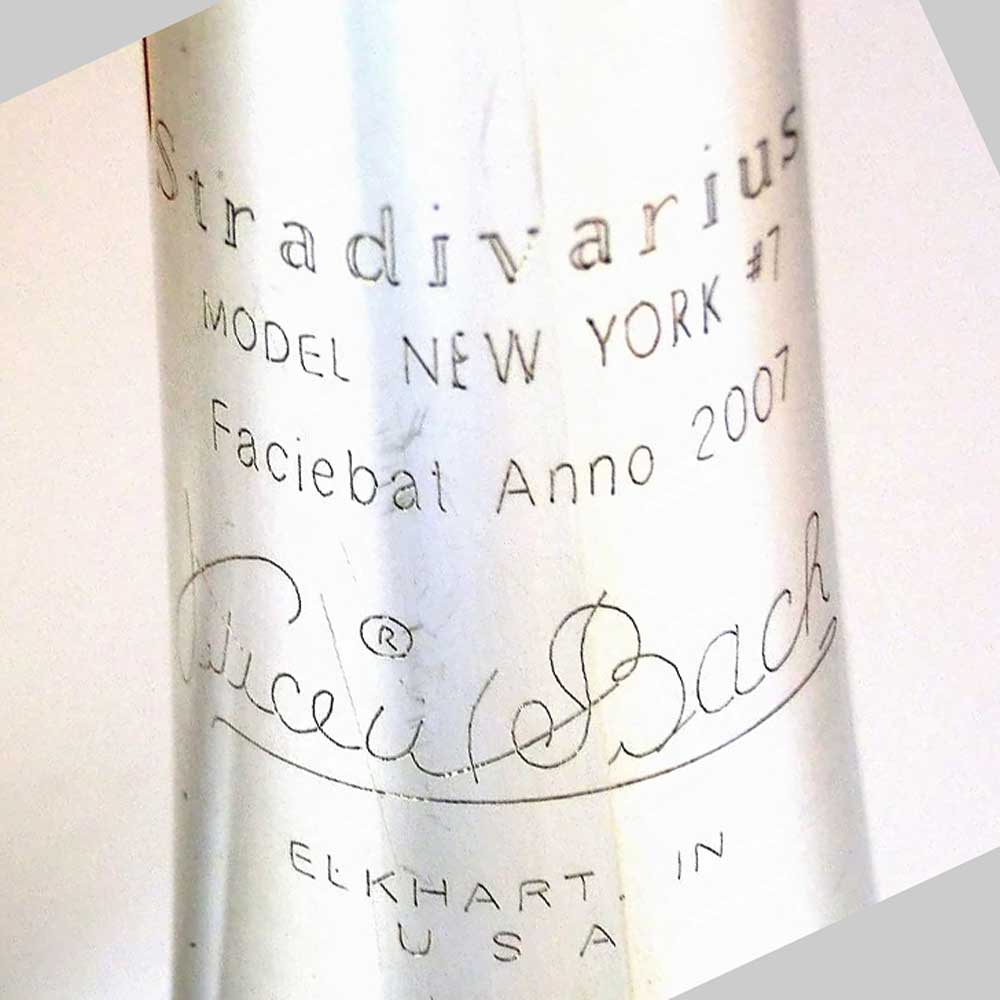 Stradivarius
MODEL NEW YORK #7
Faciebat Anno 2007
Vincent Bach
®
ELKHART, IN
USA